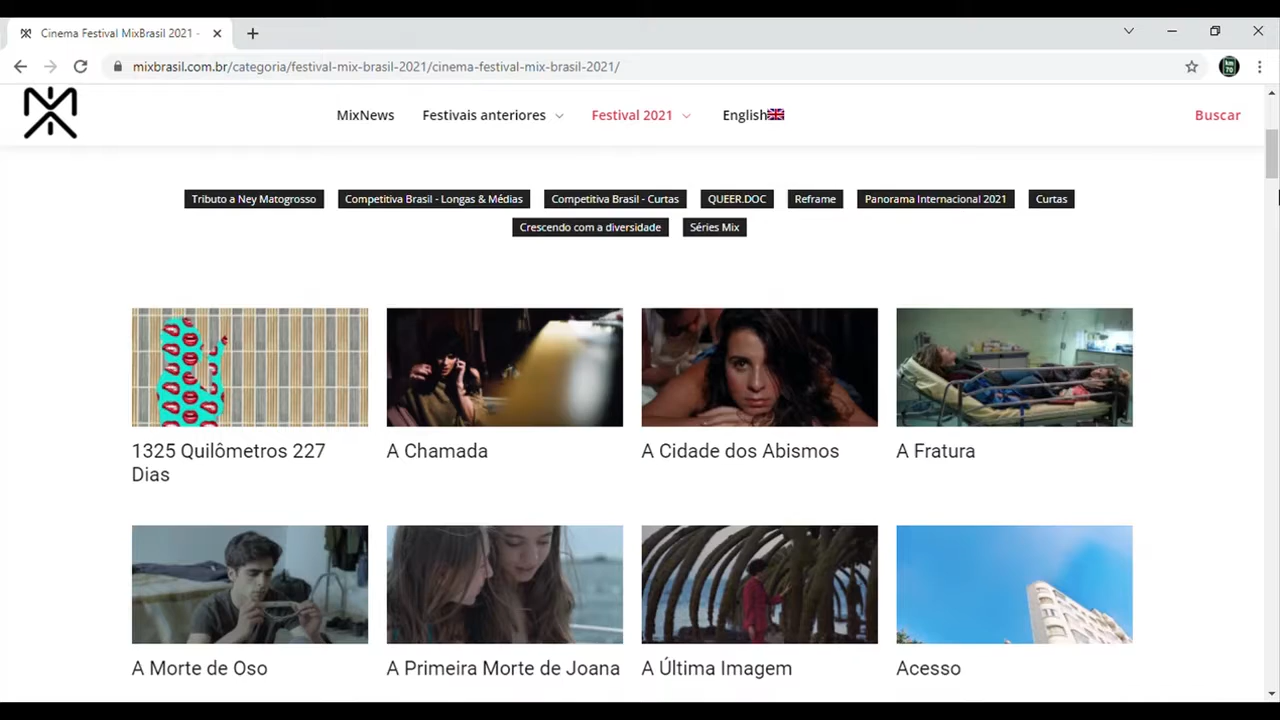 Cinema Festival MixBrasil 2021 -
mixbrasil.com.br/categoria/festival-mix-brasil-2021/cinema-festival-mix-brasil-2021/
km
70
MixNews Festivais anteriores Festival 2021 English Buscar
Tributo a Ney Matogrosso Competitiva Brasil - Longas & Médias Competitiva Brasil - Curtas QUEER.DOC Reframe Panorama Internacional 2021 Curtas
Crescendo com a diversidade Séries Mix
1325 Quilômetros 227
Dias
A Chamada
A Cidade dos Abismos
A Fratura
A Morte de Oso
A Primeira Morte de Joana
A Última Imagem
Acesso